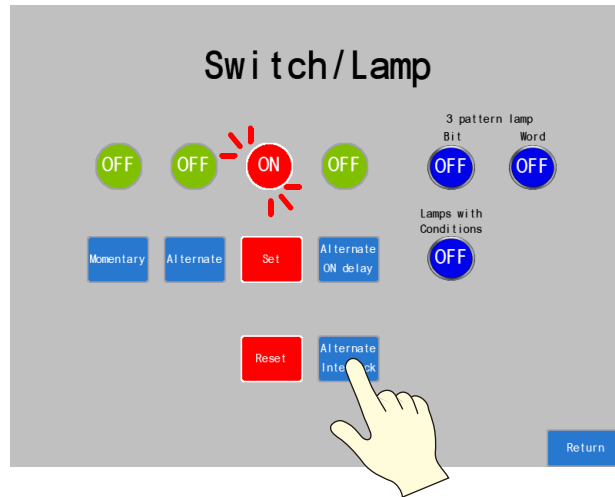 Switch/Lamp
3 pattern lamp
Bit Word
OFF OFF ON OFF OFF OFF
Lamps with
Conditions
OFF
Momentary Alternate Set Alternate
ON delay
Reset Alternate
Return